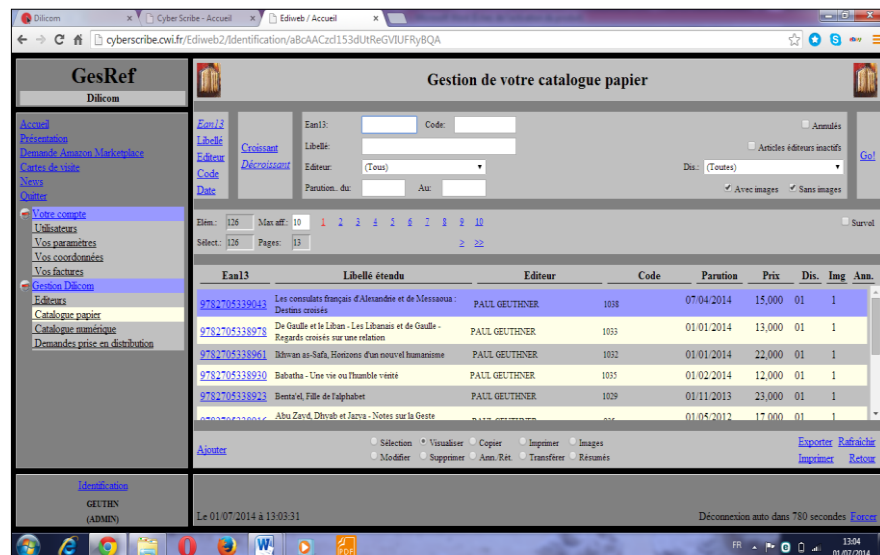 Dilicom
Cyber Scribe - Accueil
Ediweb / Accueil
cyberscribe.cwi.fr/Ediweb2/Identification/aBcAACzcl153dUtReGVIUFRyBQA
GesRef
Dilicom
Gestion de votre catalogue papier
Accueil
Présentation
Demande Amazon Marketplace
Cartes de visite
News
Quitter
Votre compte
Utilisateurs
Vos paramètres
Vos coordonnées
Vos factures
Gestion Dilicom
Editeurs
Catalogue papier
Catalogue numérique
Demandes prise en distribution
Ean13
Libellé
Editeur
Code
Date
Croissant
Décroissant
Ean13: Code: Annulés
Libellé: Articles éditeurs inactifs
Editeur: (Tous) Dis.: (Toutes)
Parution. du: Au: Avec images Sans images
Go!
Elém.: 126 Max aff.: 10 1 2 3 4 5 6 7 8 9 10 Survol
Sélect.: 126 Pages: 13 > >>
Ean13 Libellé étendu Editeur Code Parution Prix Dis. Img Ann.
9782705339043 Les consulats français d'Alexandrie et de Messaoua : Destins croisés PAUL GEUTHNER 1038 07/04/2014 15,000 01 1
9782705338978 De Gaulle et le Liban - Les Libanais et de Gaulle - Regards croisés sur une relation PAUL GEUTHNER 1033 01/01/2014 13,000 01 1
9782705338961 Ikhwan as-Safa, Horizons d'un nouvel humanisme PAUL GEUTHNER 1032 01/01/2014 22,000 01 1
9782705338930 Babatha - Une vie ou l'humble vérité PAUL GEUTHNER 1035 01/02/2014 12,000 01 1
9782705338923 Benta'el, Fille de l'alphabet PAUL GEUTHNER 1029 01/11/2013 23,000 01 1
Abu Zayd, Dhyab et Jazya - Notes sur la Geste 01/05/2012 17,000 01 1
Ajouter
Sélection Visualiser Copier Imprimer Images
Modifier Supprimer Ann./Rét. Transférer Résumés
Exporter Rafraichir
Imprimer Retour
Identification
GEUTHN
(ADMIN)
Le 01/07/2014 à 13:03:31
Déconnexion auto dans 780 secondes Forcer
FR
13:04
01/07/2014